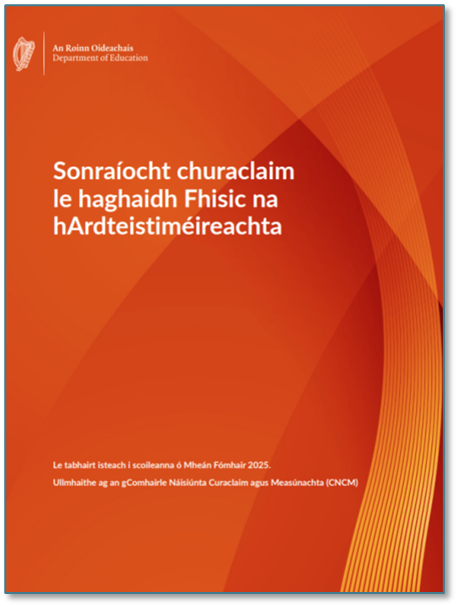 An Roinn Oideachais
Department of Education
Sonraíocht churaclaim
le haghaidh Fhisic na
hArdteistiméireachta
Le tabhairt isteach i scoileanna ó Mheán Fómhair 2025.
Ullmhaithe ag an gComhairle Náisiúnta Curaclaim agus Measúnachta (CNCM)